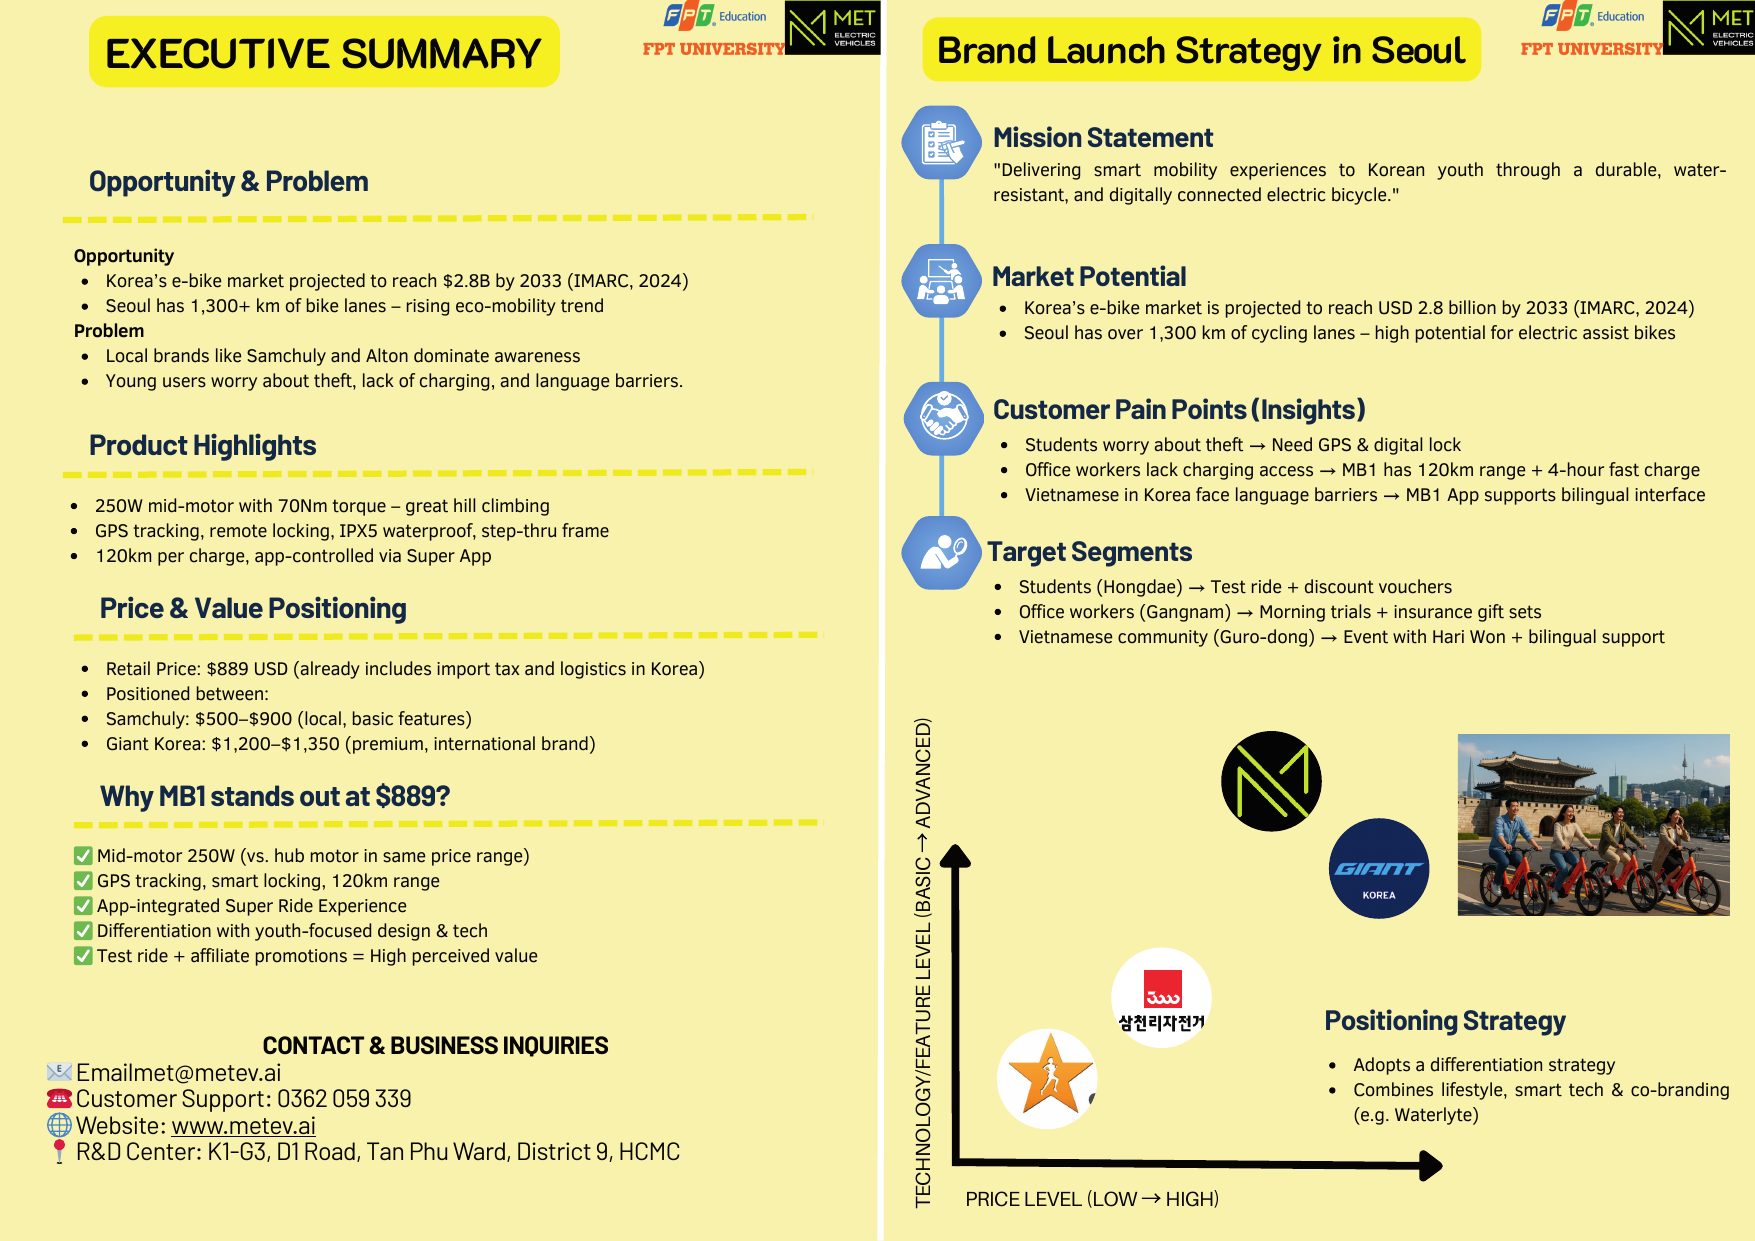 FPT Education
FPT UNIVERSITY
MET
ELECTRIC
VEHICLES
EXECUTIVE SUMMARY
Opportunity & Problem
Opportunity
• Korea's e-bike market projected to reach $2.8B by 2033 (IMARC, 2024)
• Seoul has 1,300+ km of bike lanes – rising eco-mobility trend
Problem
• Local brands like Samchuly and Alton dominate awareness
• Young users worry about theft, lack of charging, and language barriers.
Product Highlights
• 250W mid-motor with 70Nm torque – great hill climbing
• GPS tracking, remote locking, IPX5 waterproof, step-thru frame
• 120km per charge, app-controlled via Super App
Price & Value Positioning
• Retail Price: $889 USD (already includes import tax and logistics in Korea)
• Positioned between:
• Samchuly: $500–$900 (local, basic features)
• Giant Korea: $1,200–$1,350 (premium, international brand)
Why MB1 stands out at $889?
✅ Mid-motor 250W (vs. hub motor in same price range)
✅ GPS tracking, smart locking, 120km range
✅ App-integrated Super Ride Experience
✅ Differentiation with youth-focused design & tech
✅ Test ride + affiliate promotions = High perceived value
CONTACT & BUSINESS INQUIRIES
📧 Emailmet@metev.ai
☎️ Customer Support: 0362 059 339
🌐 Website: www.metev.ai
📍 R&D Center: K1-G3, D1 Road, Tan Phu Ward, District 9, HCMC
FPT Education
FPT UNIVERSITY
MET
ELECTRIC
VEHICLES
Brand Launch Strategy in Seoul
Mission Statement
"Delivering smart mobility experiences to Korean youth through a durable, water-
resistant, and digitally connected electric bicycle."
Market Potential
• Korea's e-bike market is projected to reach USD 2.8 billion by 2033 (IMARC, 2024)
• Seoul has over 1,300 km of cycling lanes – high potential for electric assist bikes
Customer Pain Points (Insights)
• Students worry about theft → Need GPS & digital lock
• Office workers lack charging access → MB1 has 120km range + 4-hour fast charge
• Vietnamese in Korea face language barriers → MB1 App supports bilingual interface
Target Segments
• Students (Hongdae) → Test ride + discount vouchers
• Office workers (Gangnam) → Morning trials + insurance gift sets
• Vietnamese community (Guro-dong) → Event with Hari Won + bilingual support
TECHNOLOGY/FEATURE LEVEL (BASIC → ADVANCED)
GIANT
KOREA
삼천리자전거
PRICE LEVEL (LOW → HIGH)
Positioning Strategy
• Adopts a differentiation strategy
• Combines lifestyle, smart tech & co-branding
(e.g. Waterlyte)